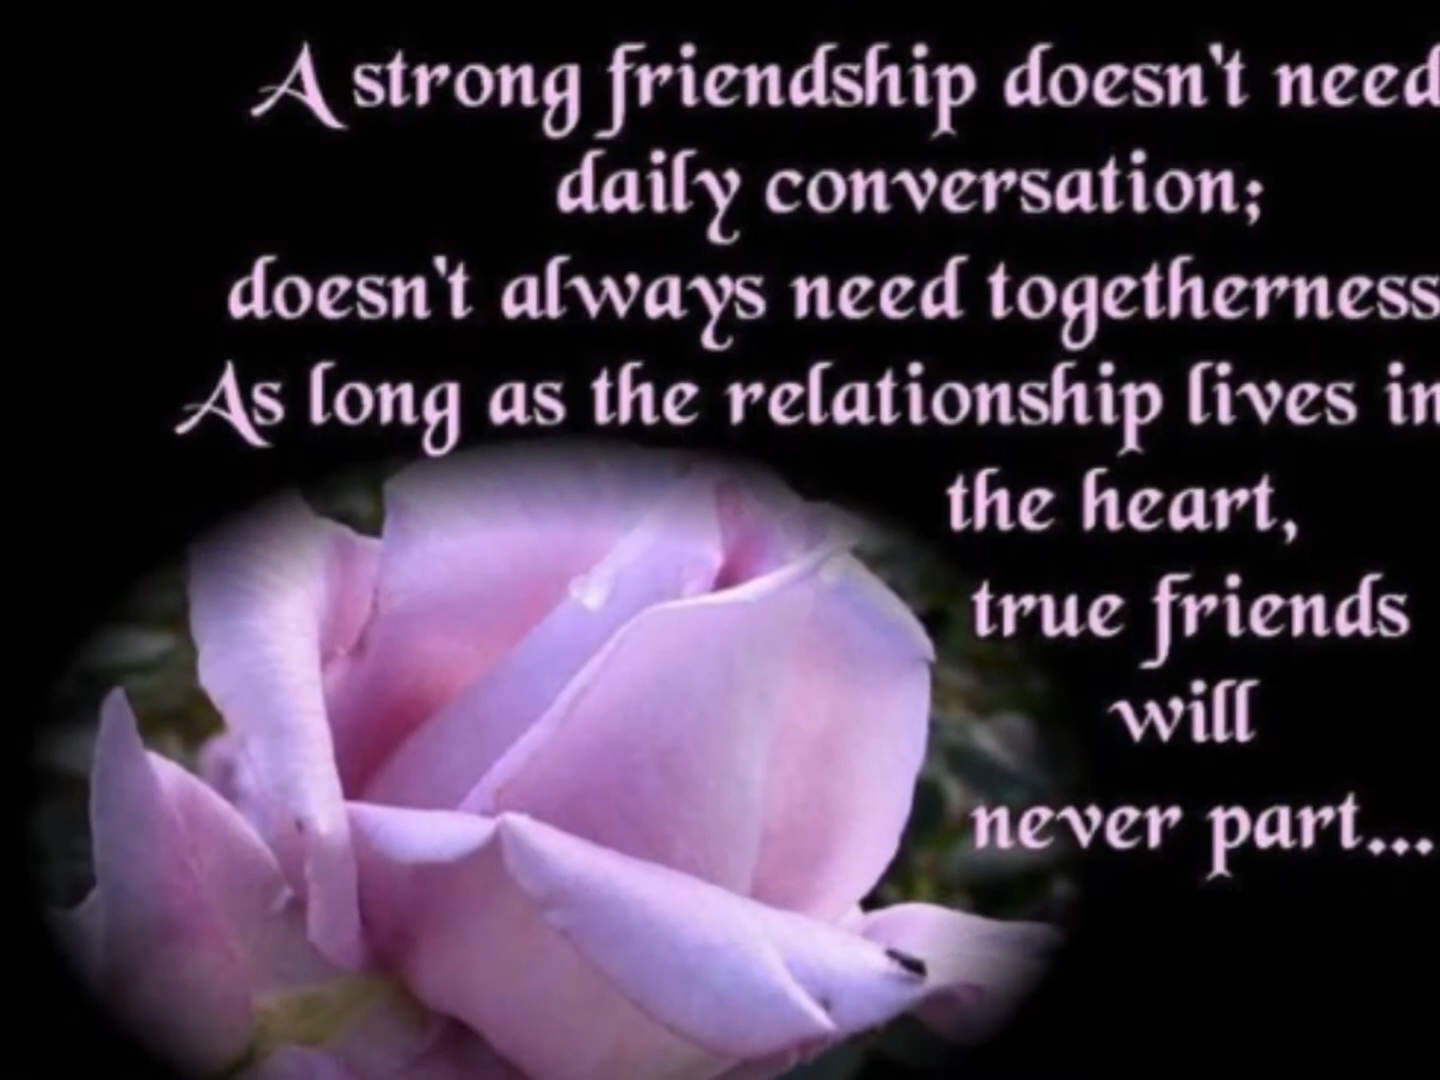 A strong friendship doesn't need
daily conversation;
doesn't always need togetherness
As long as the relationship lives in
the heart,
true friends
will
never part...